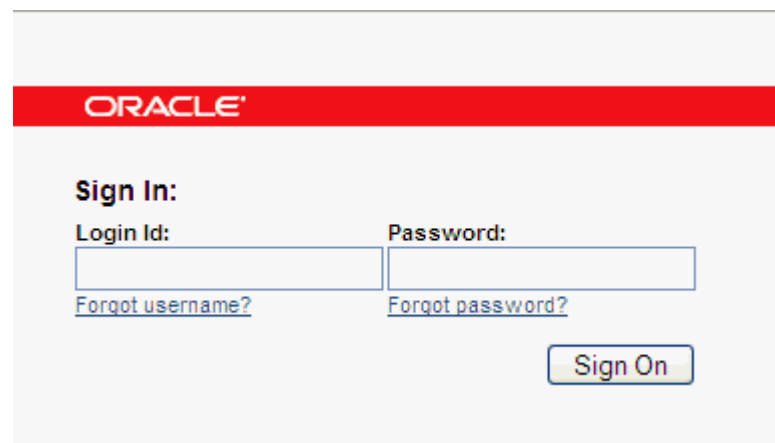 ORACLE
Sign In:
Login Id: Password:
Forgot username? Forgot password?
Sign On